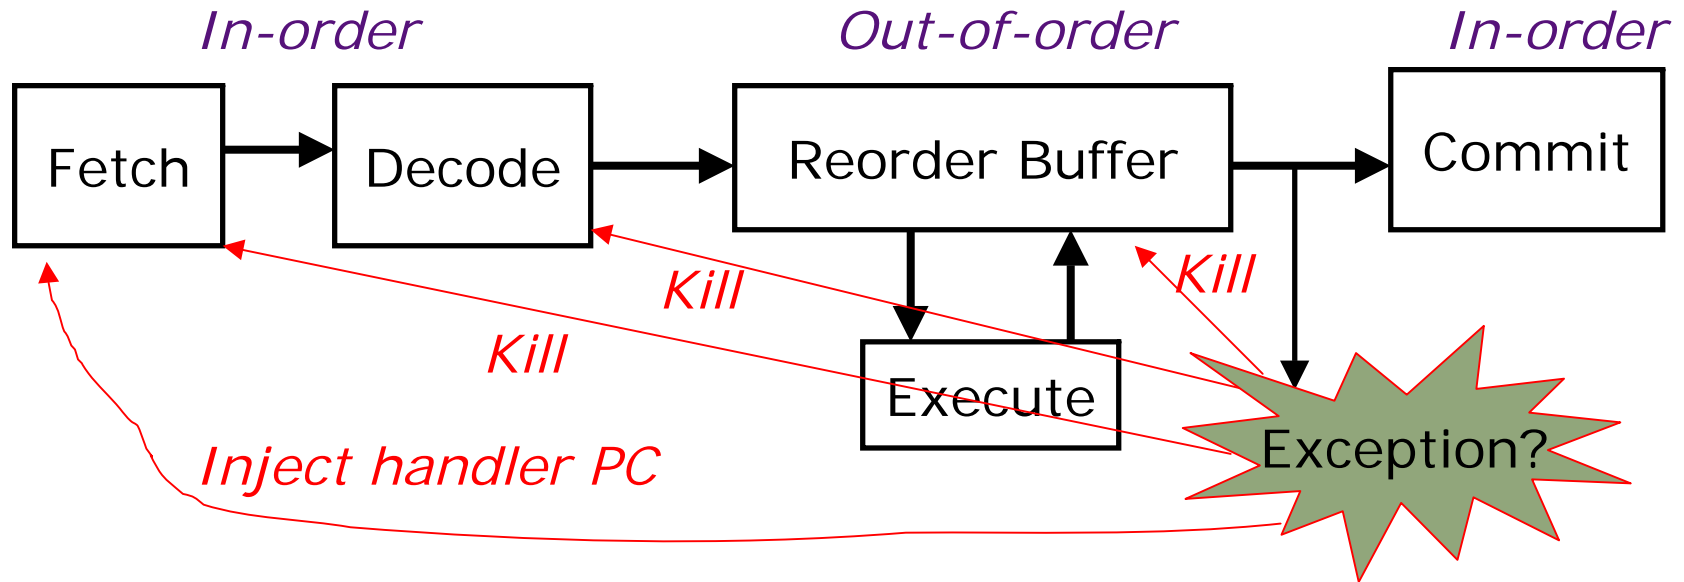 In-order
Out-of-order
In-order
Fetch
Decode
Reorder Buffer
Commit
Kill
Kill
Kill
Execute
Exception?
Inject handler PC